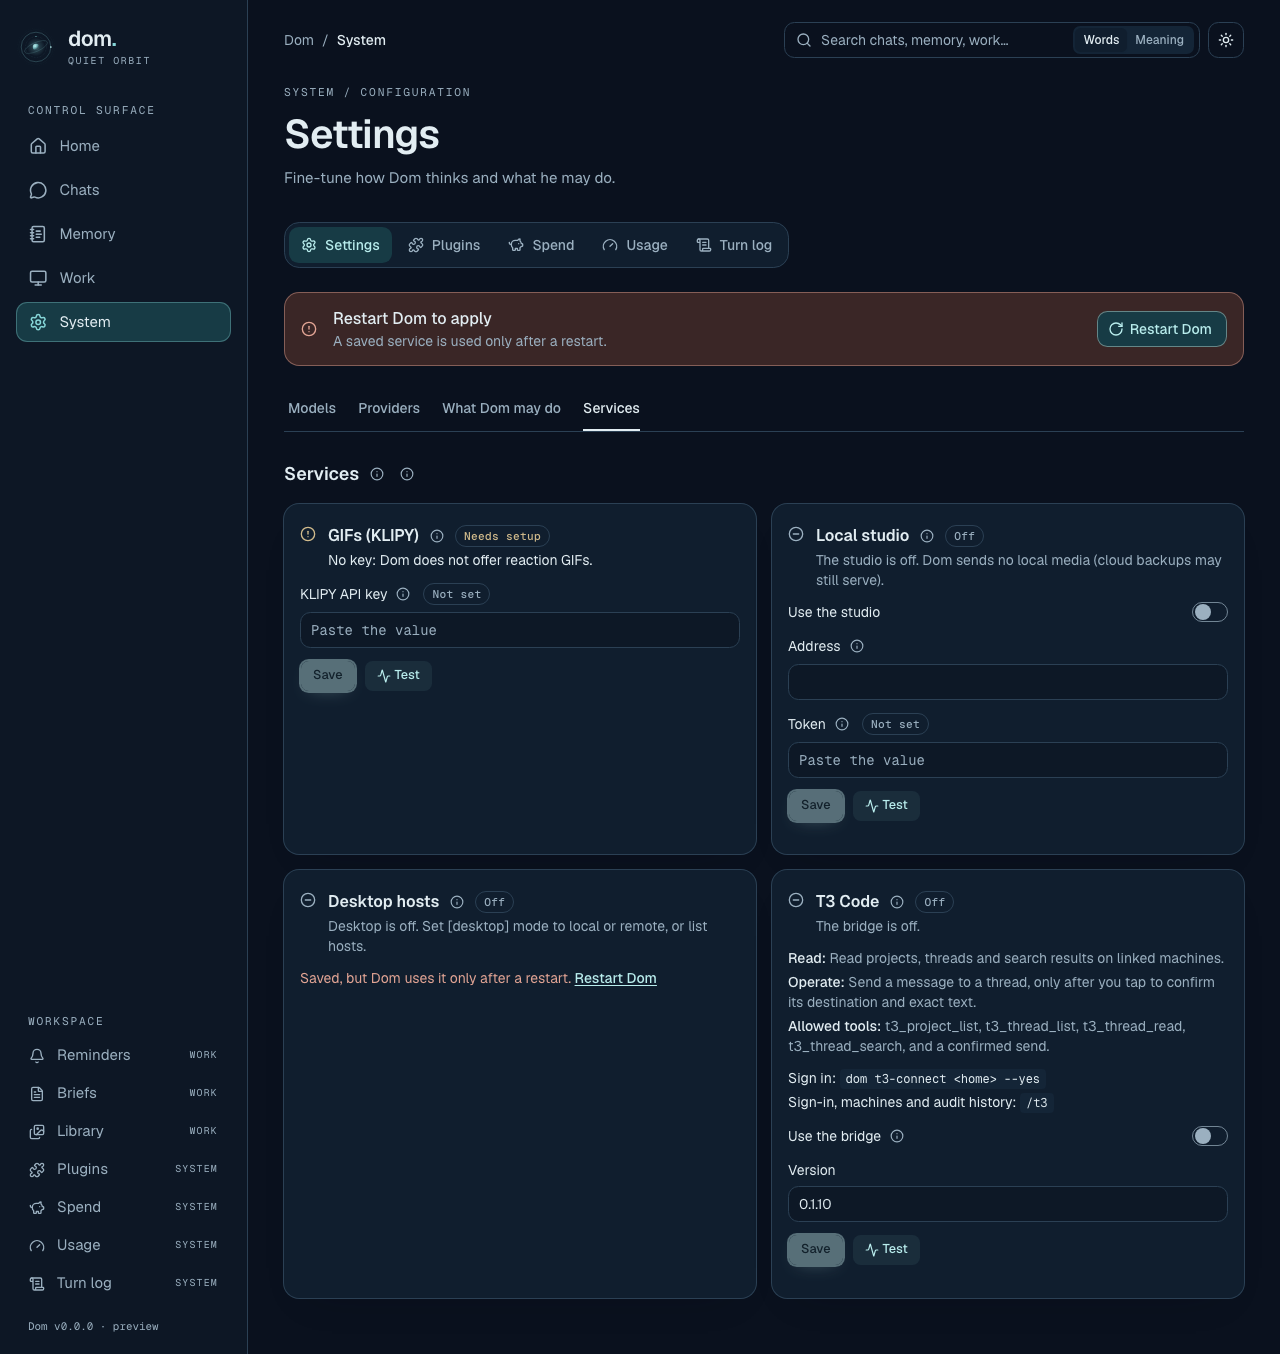 dom.
QUIET ORBIT
CONTROL SURFACE
Home
Chats
Memory
Work
System
WORKSPACE
Reminders WORK
Briefs WORK
Library WORK
Plugins SYSTEM
Spend SYSTEM
Usage SYSTEM
Turn log SYSTEM
Dom v0.0.0 · preview
Dom / System
Search chats, memory, work… Words Meaning
SYSTEM / CONFIGURATION
Settings
Fine-tune how Dom thinks and what he may do.
Settings Plugins Spend Usage Turn log
Restart Dom to apply
A saved service is used only after a restart.
Restart Dom
Models Providers What Dom may do Services
Services
GIFs (KLIPY) Needs setup
No key: Dom does not offer reaction GIFs.
KLIPY API key Not set
Paste the value
Save Test
Local studio Off
The studio is off. Dom sends no local media (cloud backups may
still serve).
Use the studio
Address
Token Not set
Paste the value
Save Test
Desktop hosts Off
Desktop is off. Set [desktop] mode to local or remote, or list
hosts.
Saved, but Dom uses it only after a restart. Restart Dom
T3 Code Off
The bridge is off.
Read: Read projects, threads and search results on linked machines.
Operate: Send a message to a thread, only after you tap to confirm
its destination and exact text.
Allowed tools: t3_project_list, t3_thread_list, t3_thread_read,
t3_thread_search, and a confirmed send.
Sign in: dom t3-connect <home> --yes
Sign-in, machines and audit history: /t3
Use the bridge
Version
0.1.10
Save Test